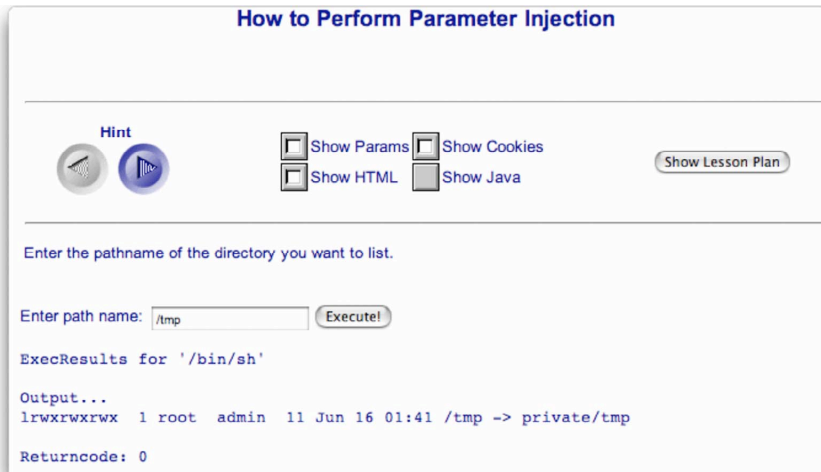 How to Perform Parameter Injection
Hint
Show Params Show Cookies
Show HTML Show Java
Show Lesson Plan
Enter the pathname of the directory you want to list.
Enter path name: /tmp Execute!
ExecResults for '/bin/sh'
Output...
lrwxrwxrwx 1 root admin 11 Jun 16 01:41 /tmp -> private/tmp
Returncode: 0